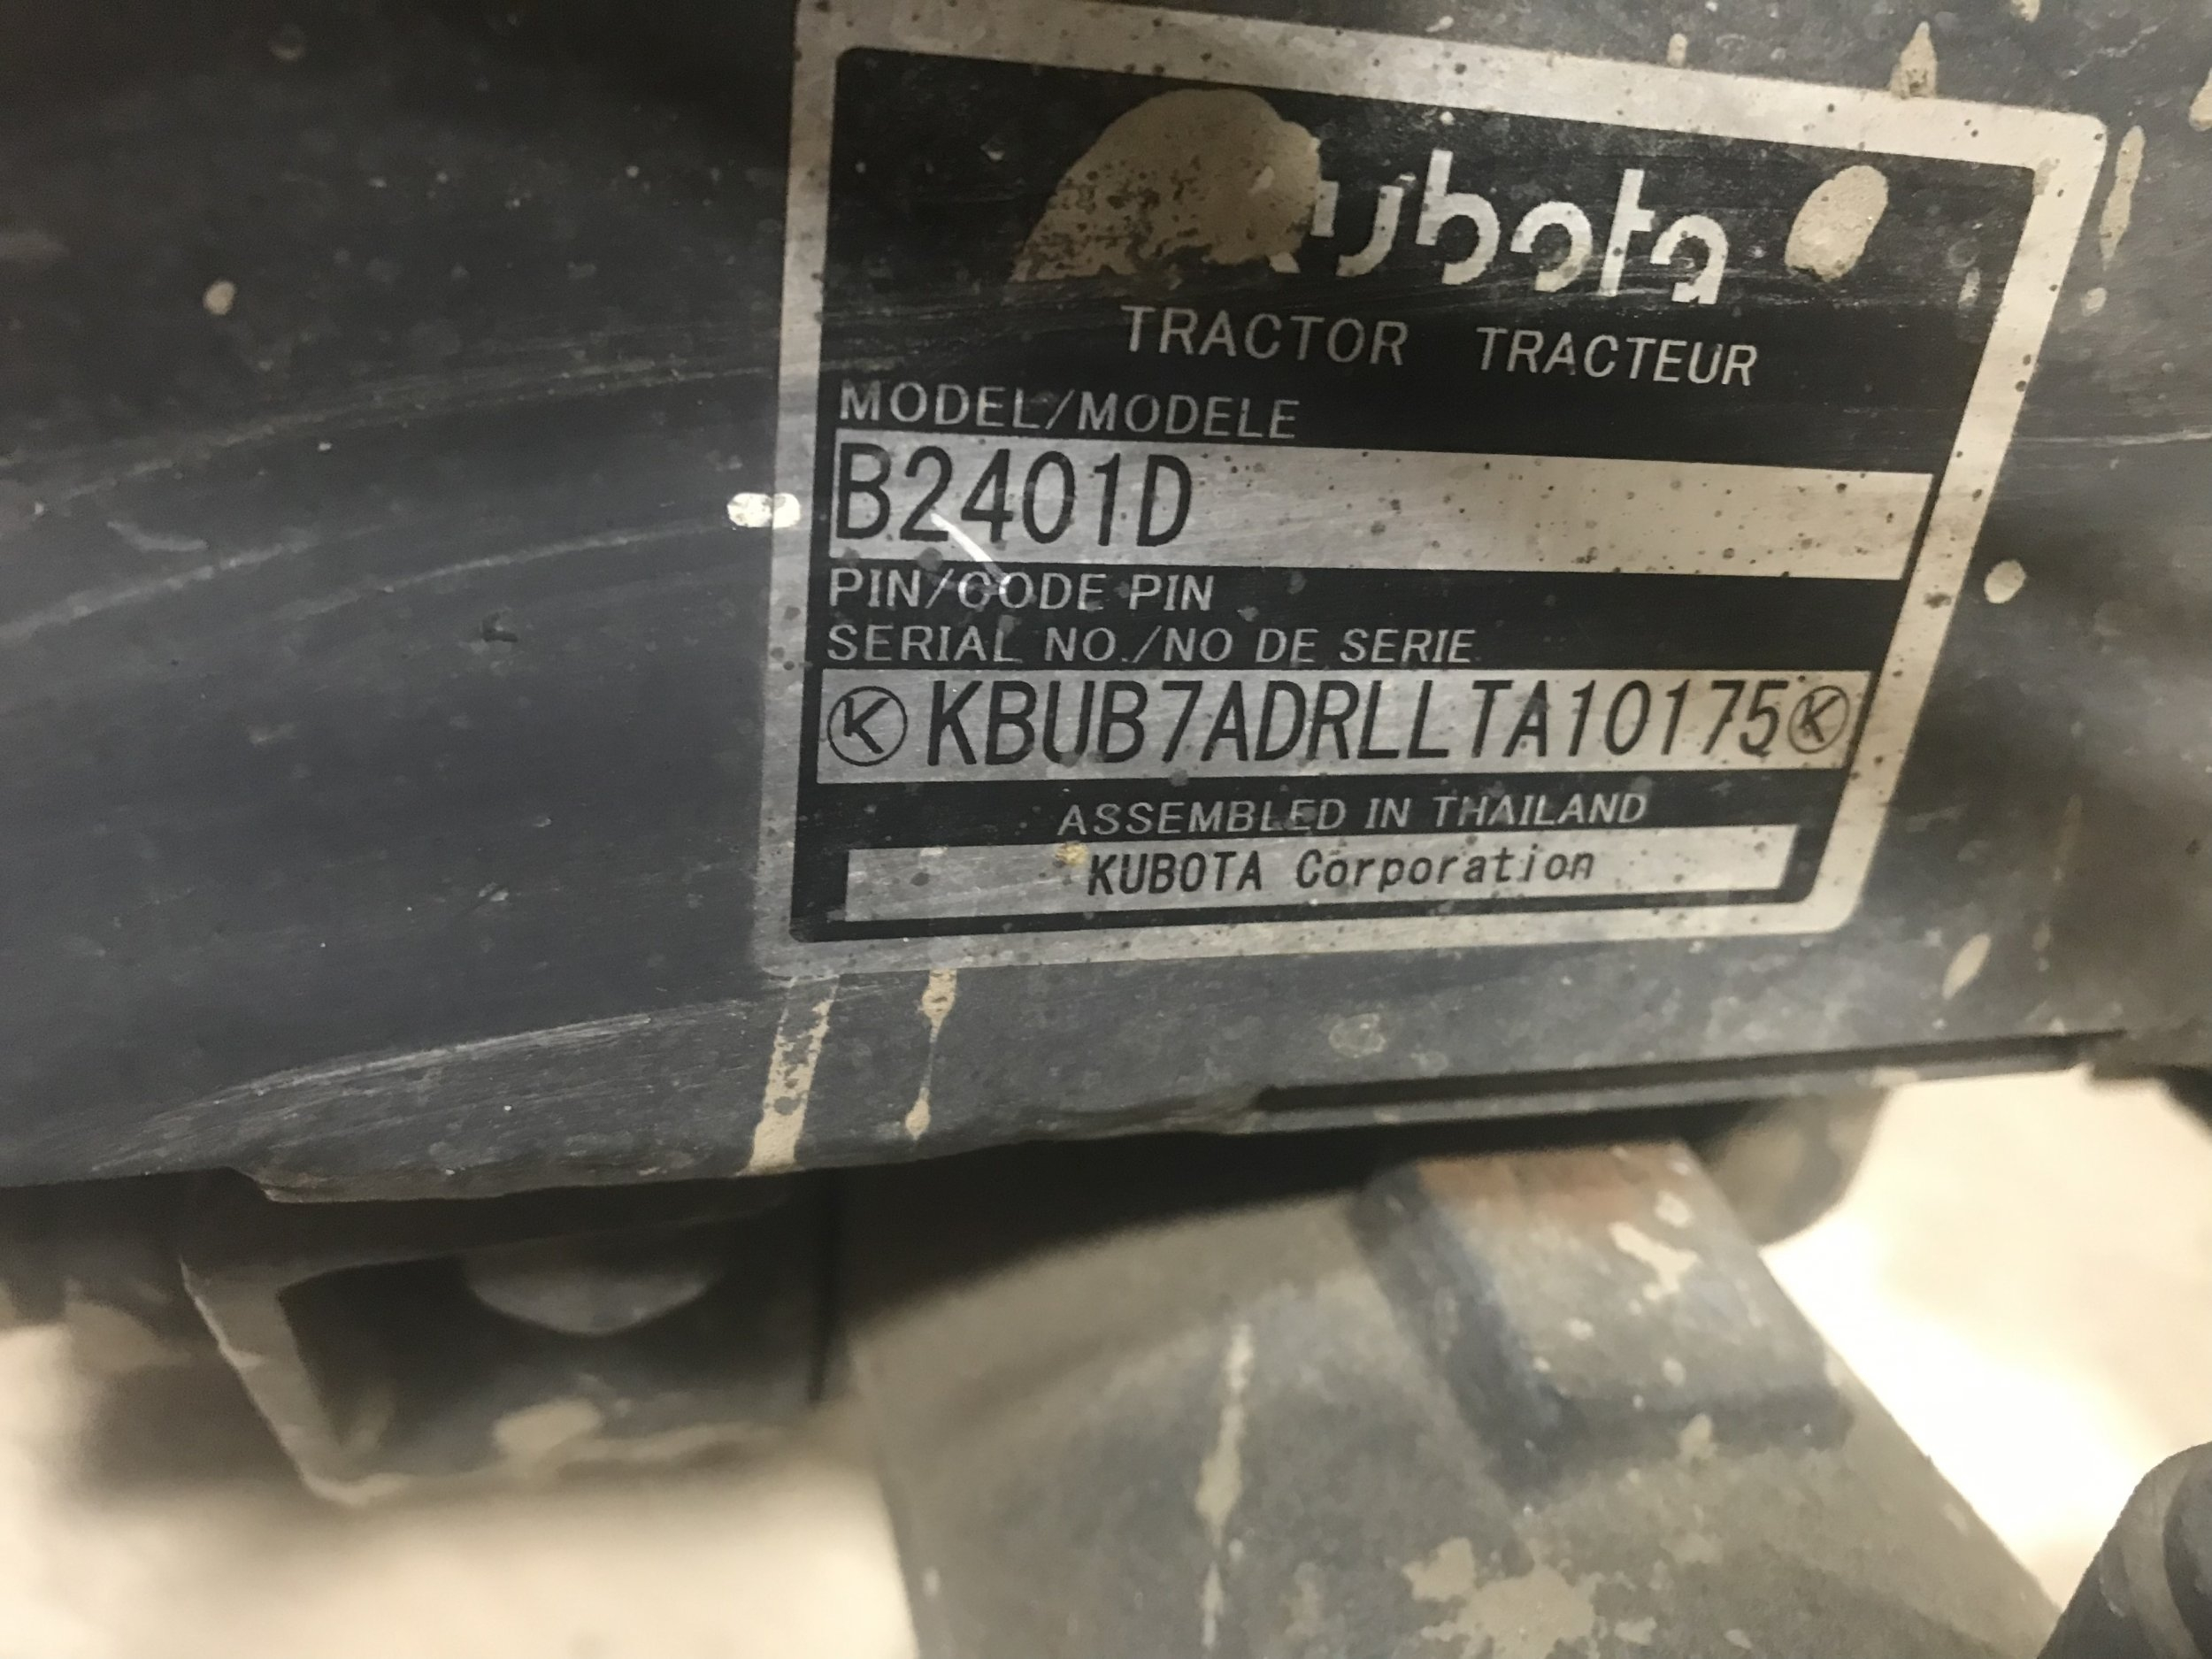 Kubota
TRACTOR TRACTEUR
MODEL/MODELE
B2401D
PIN/CODE PIN
SERIAL NO./NO DE SERIE
Ⓚ KBUB7ADRLLTA10175Ⓚ
ASSEMBLED IN THAILAND
KUBOTA Corporation